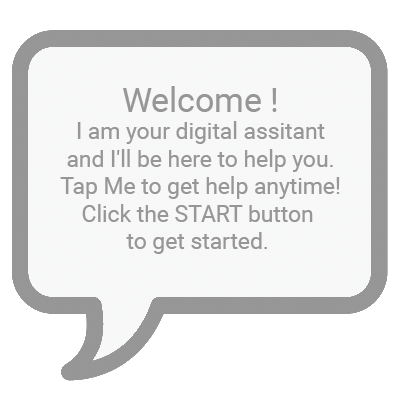 Welcome !
I am your digital assitant
and I'll be here to help you.
Tap Me to get help anytime!
Click the START button
to get started.